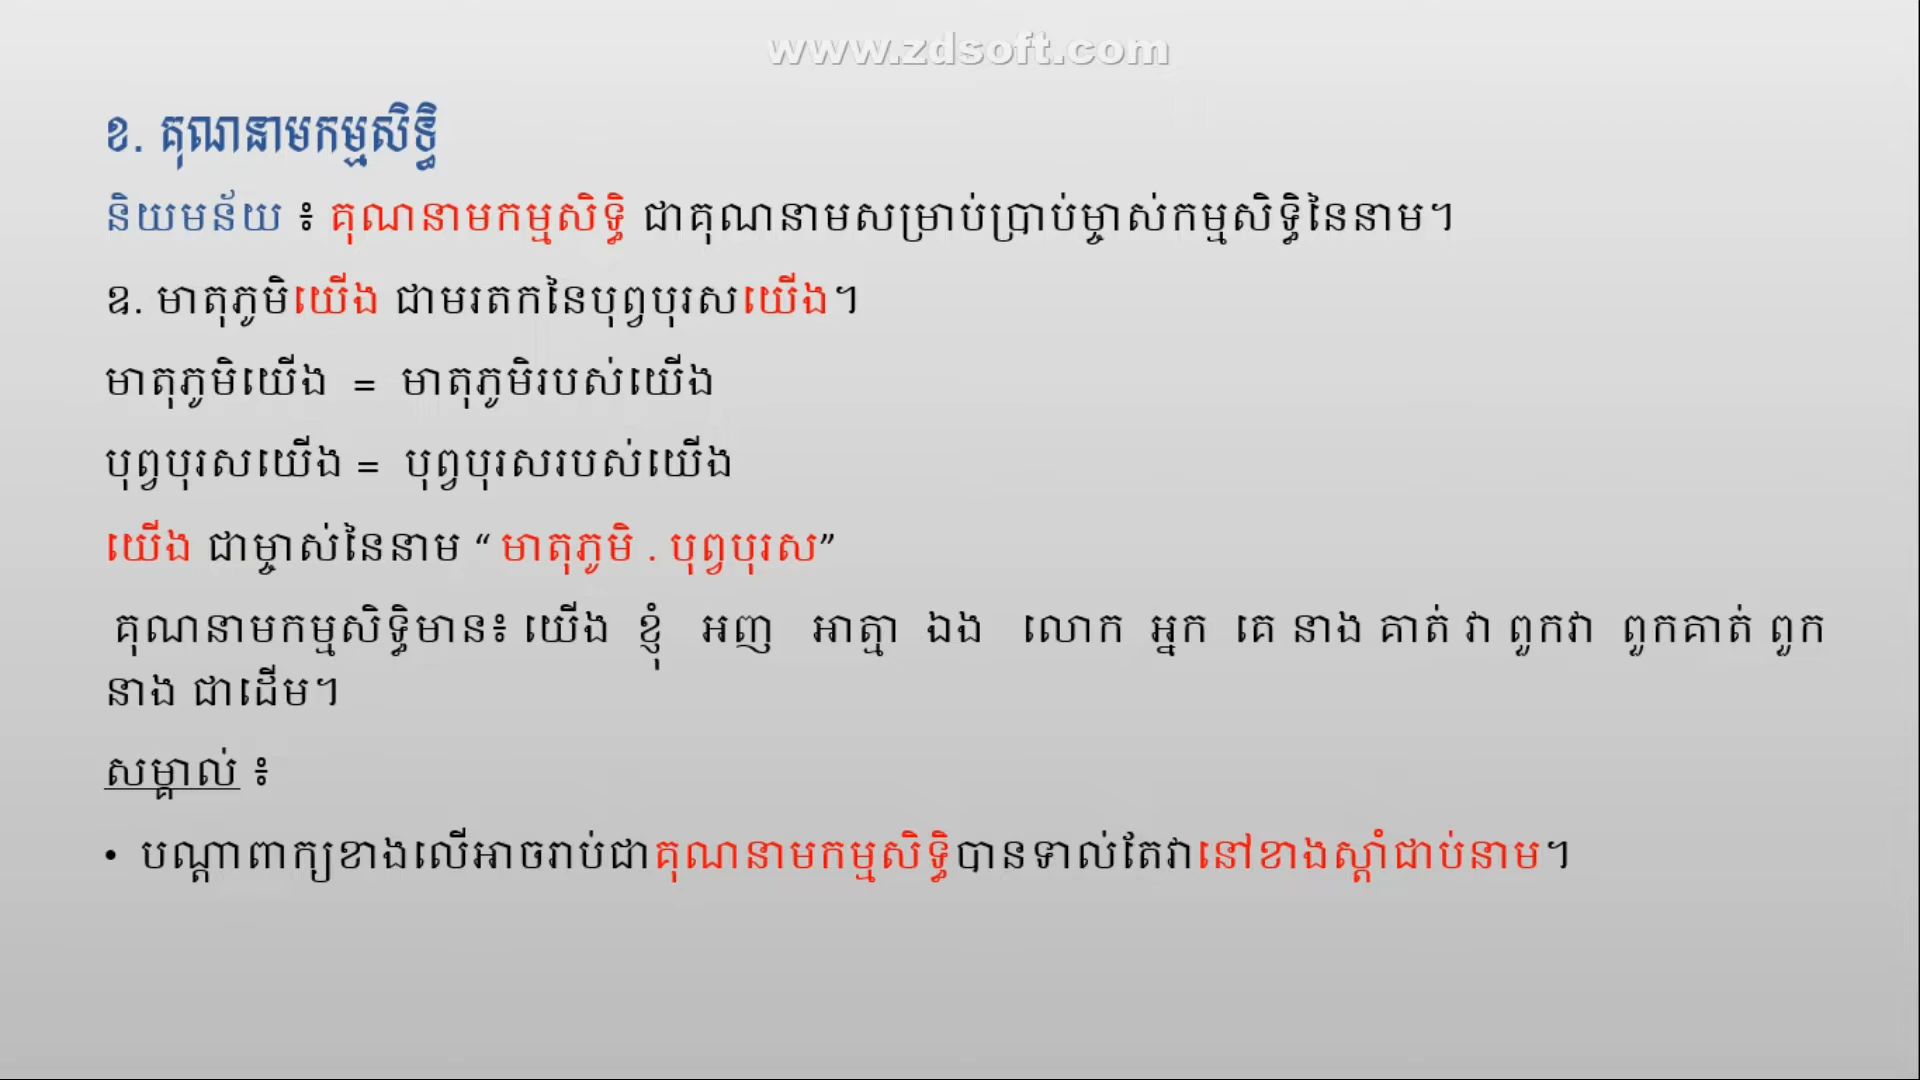 www.zdsoft.com
ខ. គុណនាមកម្មសិទ្ធិ
និយមន័យ ៖ គុណនាមកម្មសិទ្ធិ ជាគុណនាមសម្រាប់ប្រាប់ម្ចាស់កម្មសិទ្ធិនៃនាម។
ឧ. មាតុភូមិយើង ជាមរតកនៃបុព្វបុរសយើង។
មាតុភូមិយើង = មាតុភូមិរបស់យើង
បុព្វបុរសយើង = បុព្វបុរសរបស់យើង
យើង ជាម្ចាស់នៃនាម “ មាតុភូមិ . បុព្វបុរស”
គុណនាមកម្មសិទ្ធិមាន៖ យើង ខ្ញុំ អញ អាត្មា ឯង លោក អ្នក គេ នាង គាត់ វា ពួកវា ពួកគាត់ ពួក
នាង ជាដើម។
សម្គាល់ ៖
• បណ្ដាពាក្យខាងលើអាចរាប់ជាគុណនាមកម្មសិទ្ធិបានទាល់តែវានៅខាងស្ដាំជាប់នាម។